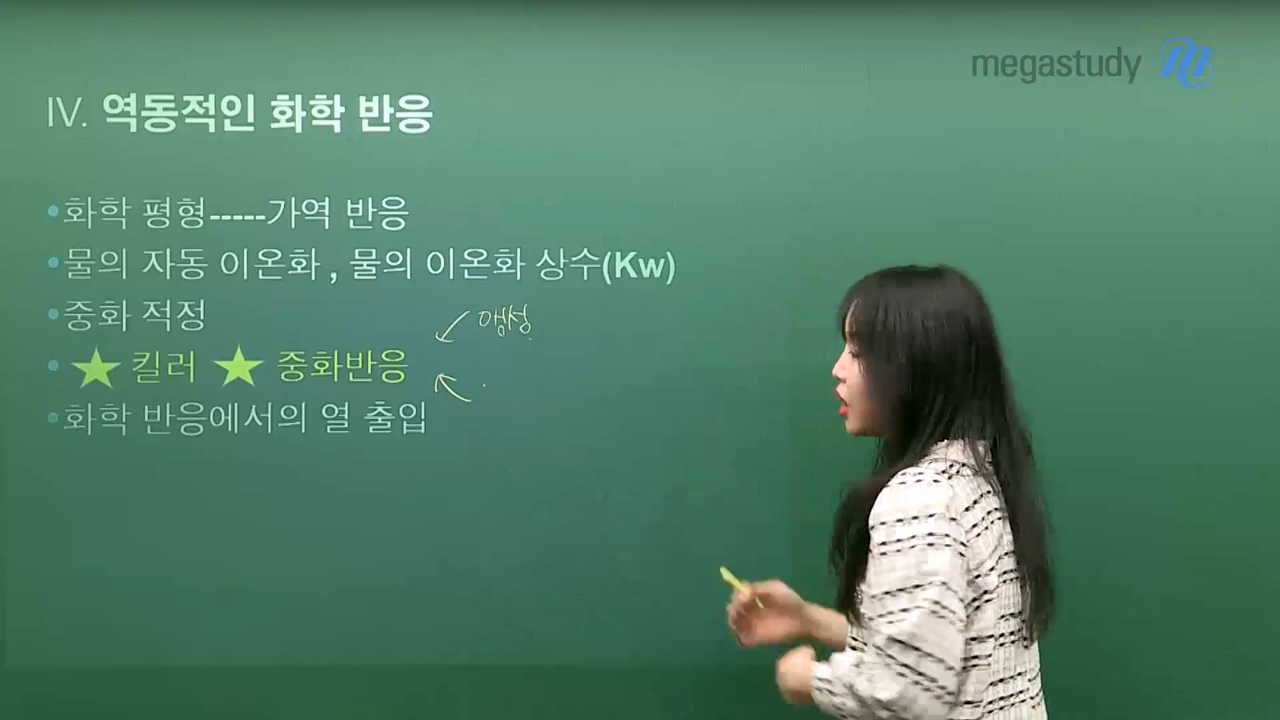 megastudy
IV. 역동적인 화학 반응
•화학 평형-----가역 반응
•물의 자동 이온화 , 물의 이온화 상수(Kw)
•중화 적정
• ★ 킬러 ★ 중화반응
•화학 반응에서의 열 출입